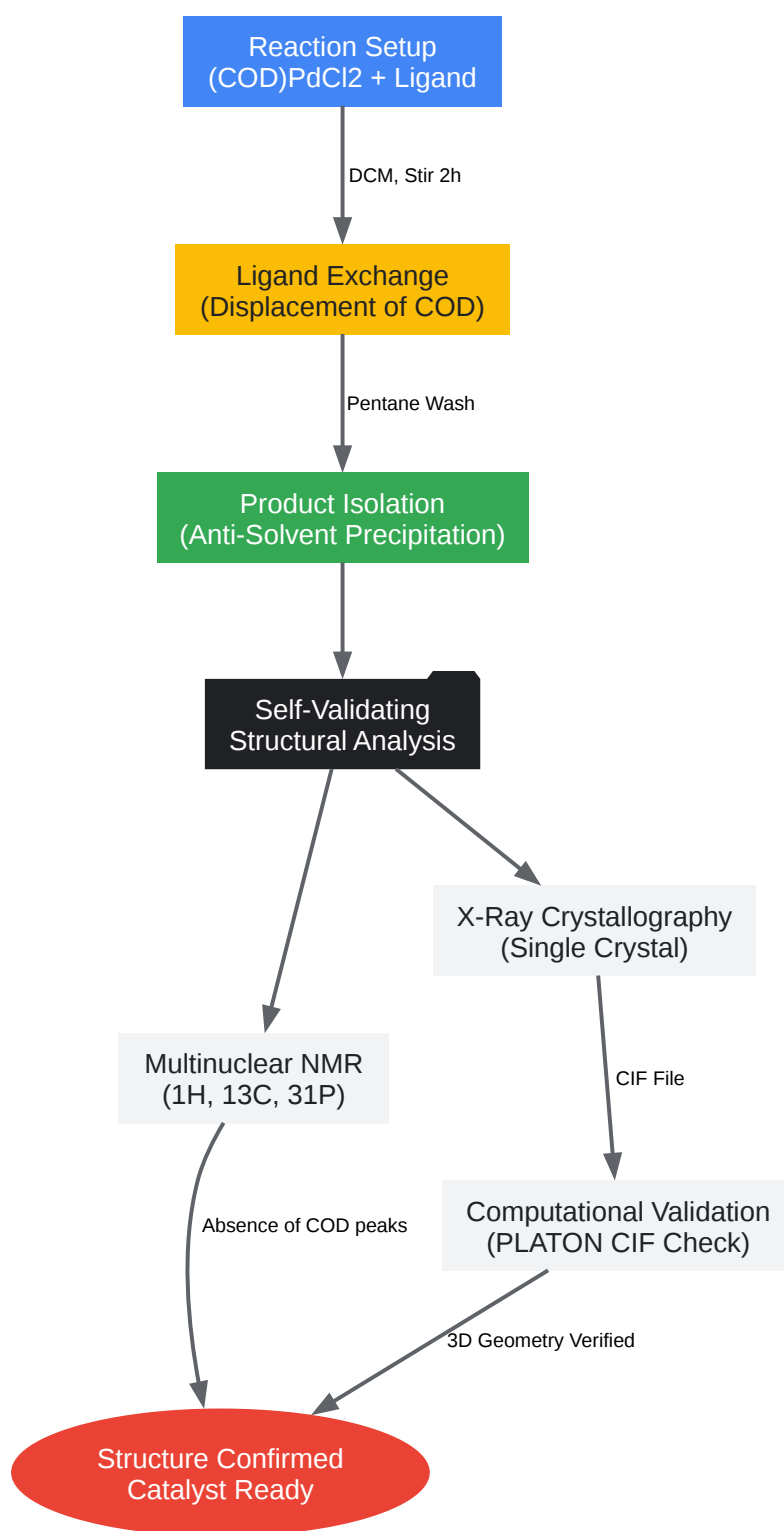 Reaction Setup
(COD)PdCl2 + Ligand
DCM, Stir 2h
Ligand Exchange
(Displacement of COD)
Pentane Wash
Product Isolation
(Anti-Solvent Precipitation)
Self-Validating
Structural Analysis
X-Ray Crystallography
(Single Crystal)
Multinuclear NMR
(1H, 13C, 31P)
CIF File
Computational Validation
(PLATON CIF Check)
Absence of COD peaks
3D Geometry Verified
Structure Confirmed
Catalyst Ready